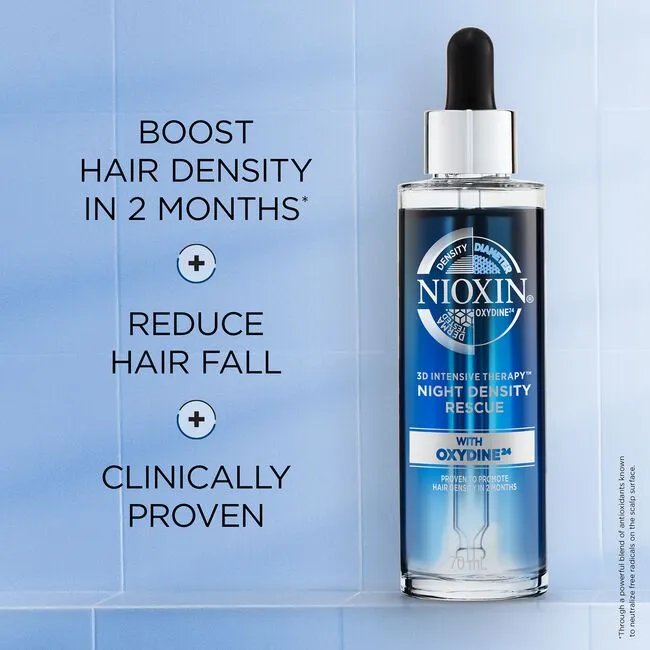 BOOST
HAIR DENSITY
IN 2 MONTHS*
+
REDUCE
HAIR FALL
+
CLINICALLY
PROVEN
DENSITY DIAMETER
NIOXIN®
DERMA TESTED* OXYDINE²⁴
3D INTENSIVE THERAPY™
NIGHT DENSITY
RESCUE
WITH
OXYDINE²⁴
PROVEN TO PROMOTE
HAIR DENSITY IN 2 MONTHS
70 mL
*Through a powerful blend of antioxidants known
to neutralize free radicals on the scalp surface.